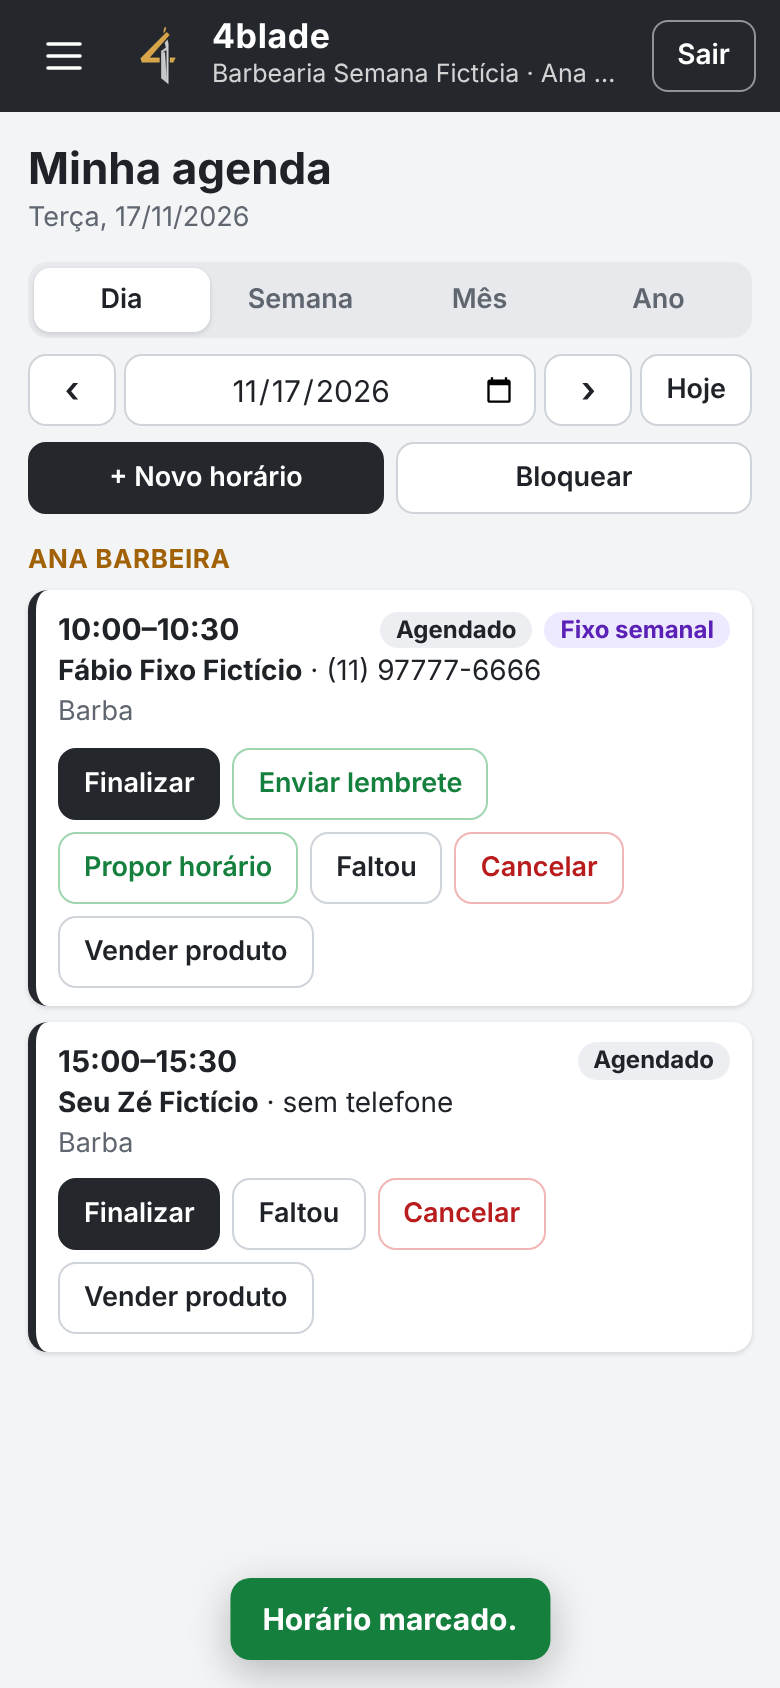 4blade
Barbearia Semana Fictícia · Ana ...
Sair
Minha agenda
Terça, 17/11/2026
Dia
Semana
Mês
Ano
‹
11/17/2026
›
Hoje
+ Novo horário
Bloquear
ANA BARBEIRA
10:00–10:30
Agendado
Fixo semanal
Fábio Fixo Fictício · (11) 97777-6666
Barba
Finalizar
Enviar lembrete
Propor horário
Faltou
Cancelar
Vender produto
15:00–15:30
Agendado
Seu Zé Fictício · sem telefone
Barba
Finalizar
Faltou
Cancelar
Vender produto
Horário marcado.